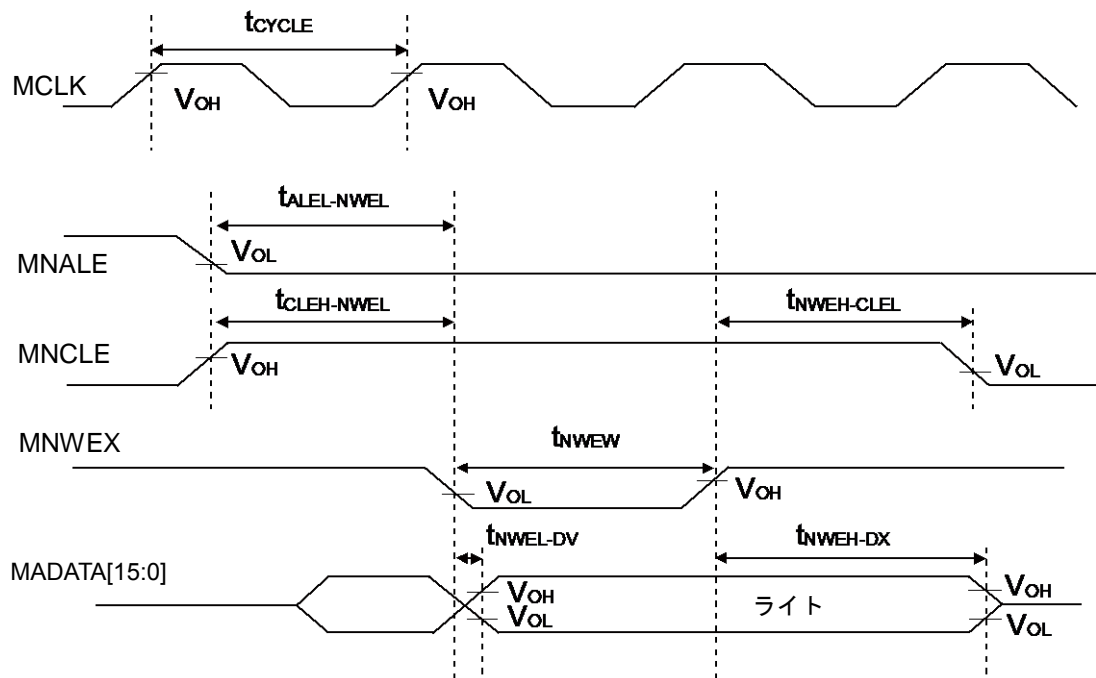 tCYCLE
MCLK
VOH
VOH
tALEL-NWEL
MNALE
VOL
tCLEH-NWEL
tNWEH-CLEL
MNCLE
VOH
VOL
MNWEX
tNWEW
VOL
VOH
tNWEL-DV
tNWEH-DX
MADATA[15:0]
VOH
VOL
ライト
VOH
VOL